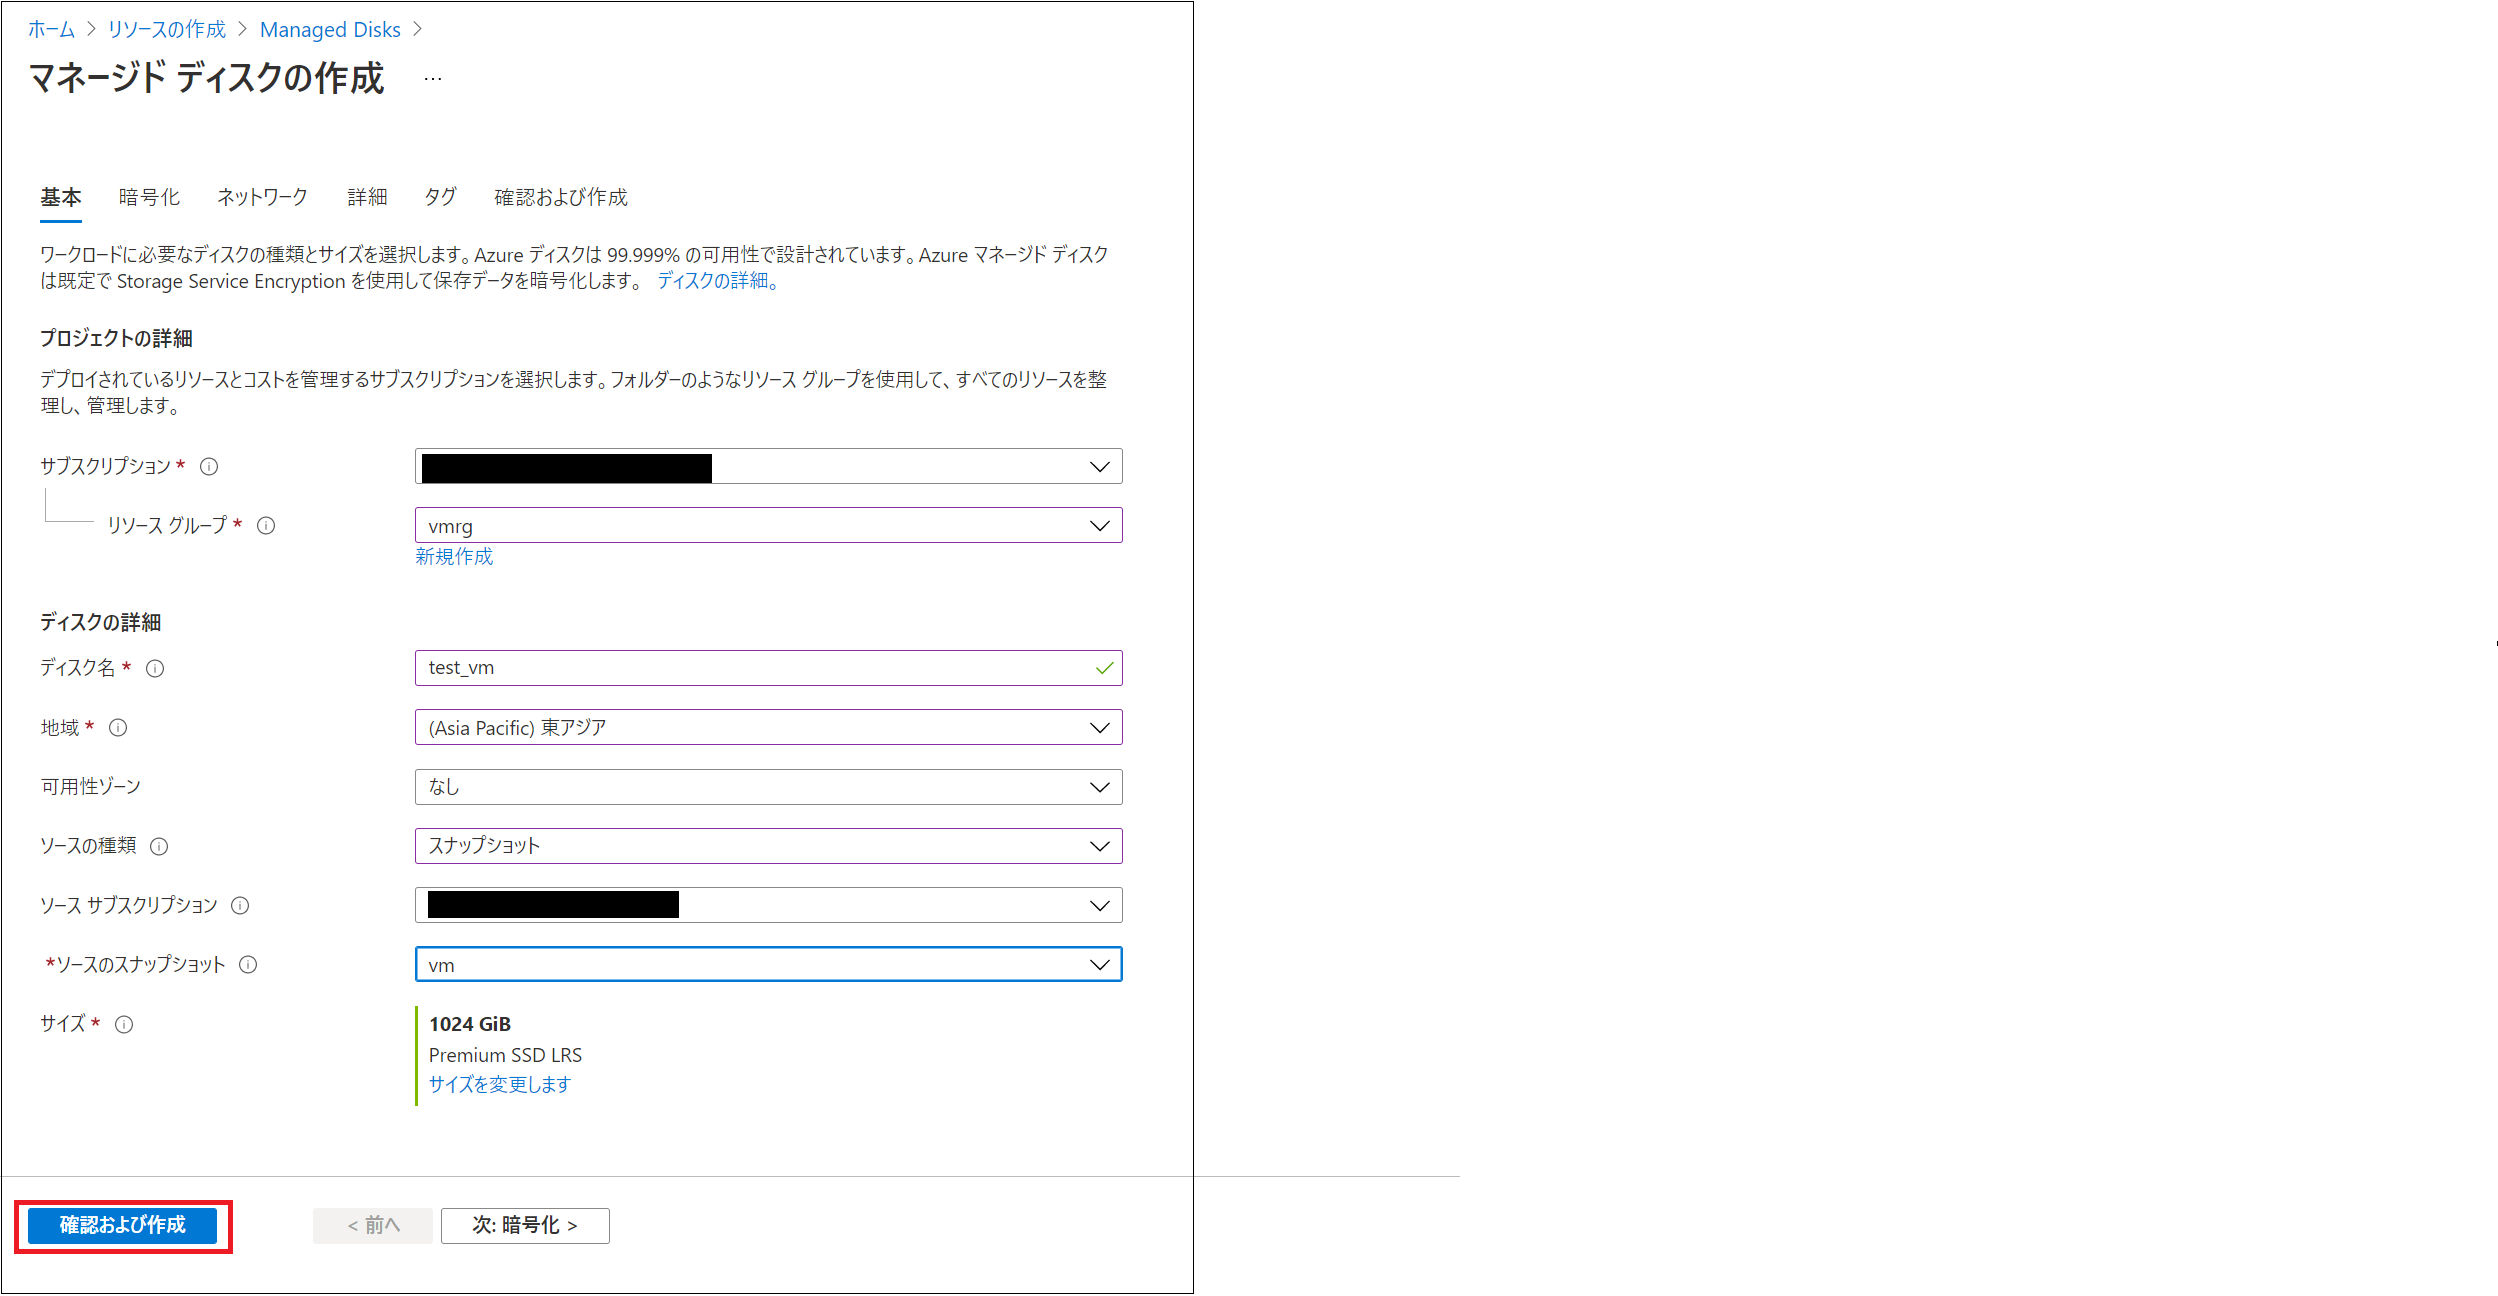 ホーム > リソースの作成 > Managed Disks >
マネージド ディスクの作成 …
基本 暗号化 ネットワーク 詳細 タグ 確認および作成
ワークロードに必要なディスクの種類とサイズを選択します。Azure ディスクは 99.999% の可用性で設計されています。Azure マネージド ディスク
は既定で Storage Service Encryption を使用して保存データを暗号化します。 ディスクの詳細。
プロジェクトの詳細
デプロイされているリソースとコストを管理するサブスクリプションを選択します。フォルダーのようなリソース グループを使用して、すべてのリソースを整
理し、管理します。
サブスクリプション *
リソース グループ * vmrg
新規作成
ディスクの詳細
ディスク名 * test_vm
地域 * (Asia Pacific) 東アジア
可用性ゾーン なし
ソースの種類 スナップショット
ソース サブスクリプション
*ソースのスナップショット vm
サイズ * 1024 GiB
Premium SSD LRS
サイズを変更します
確認および作成 < 前へ 次: 暗号化 >